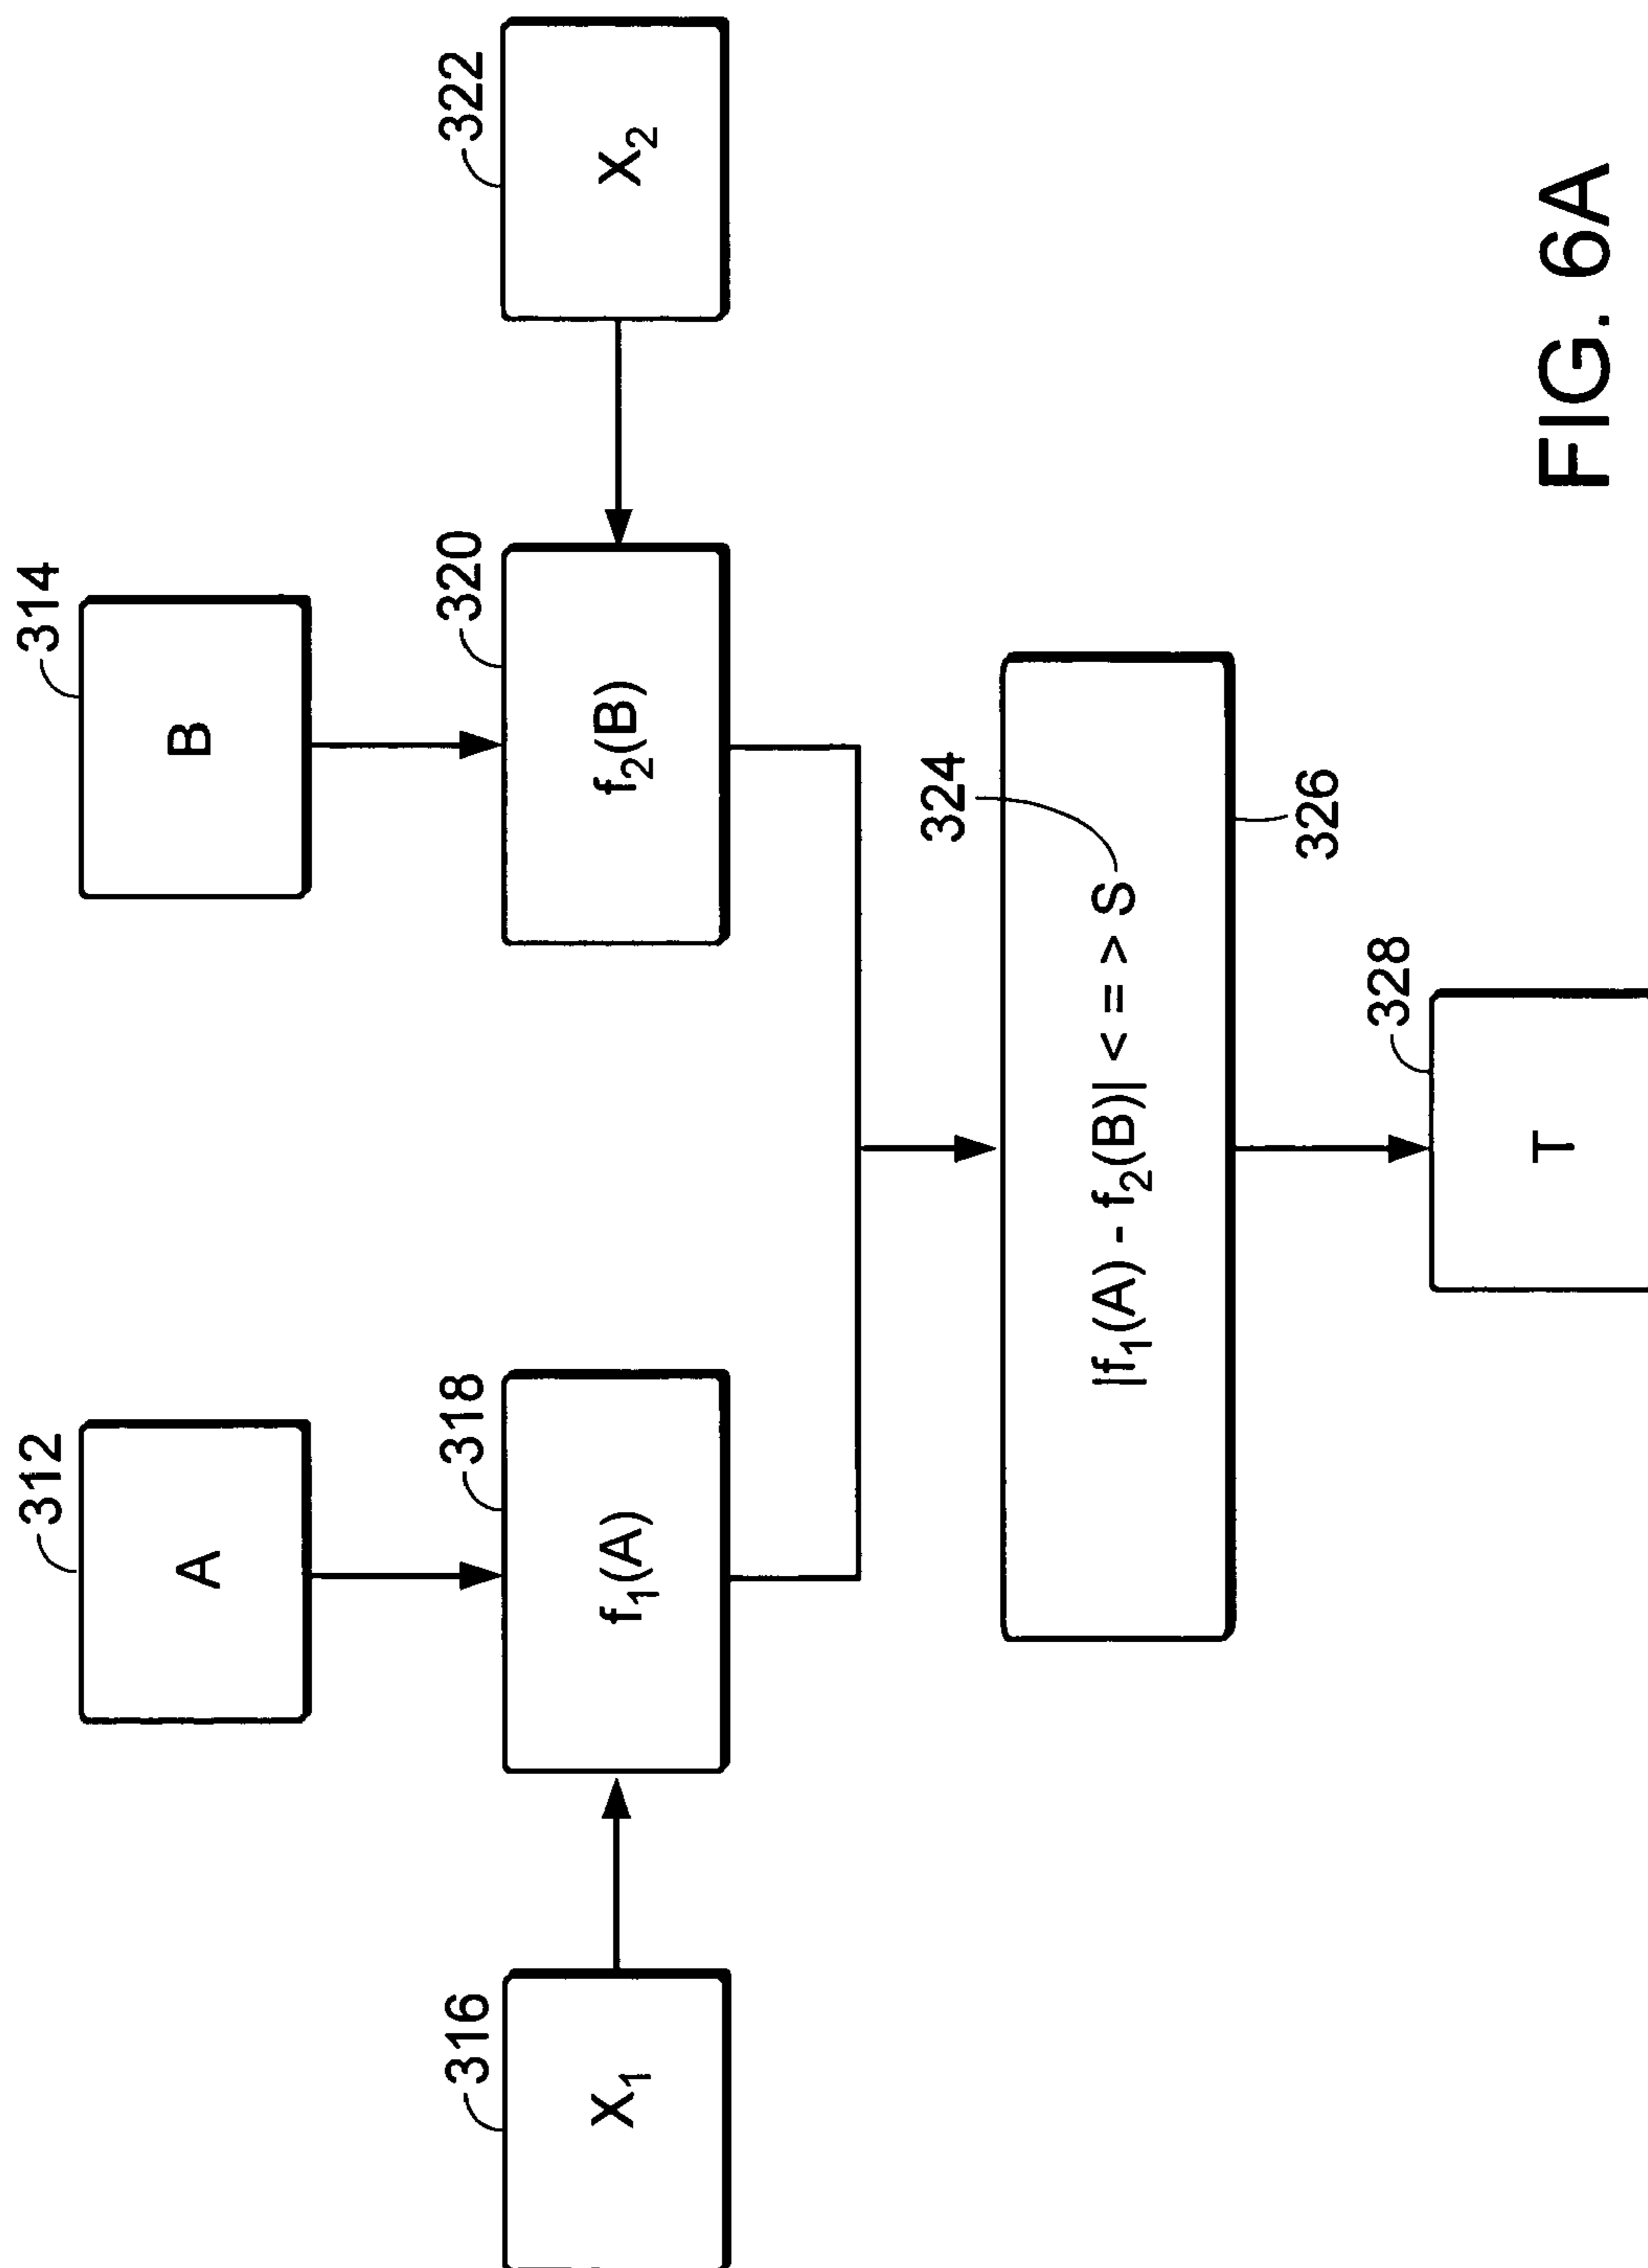 312
A
314
B
316
X₁
318
f₁(A)
320
f₂(B)
322
X₂
324
|f₁(A) - f₂(B)| < = > S
326
328
T
FIG. 6A